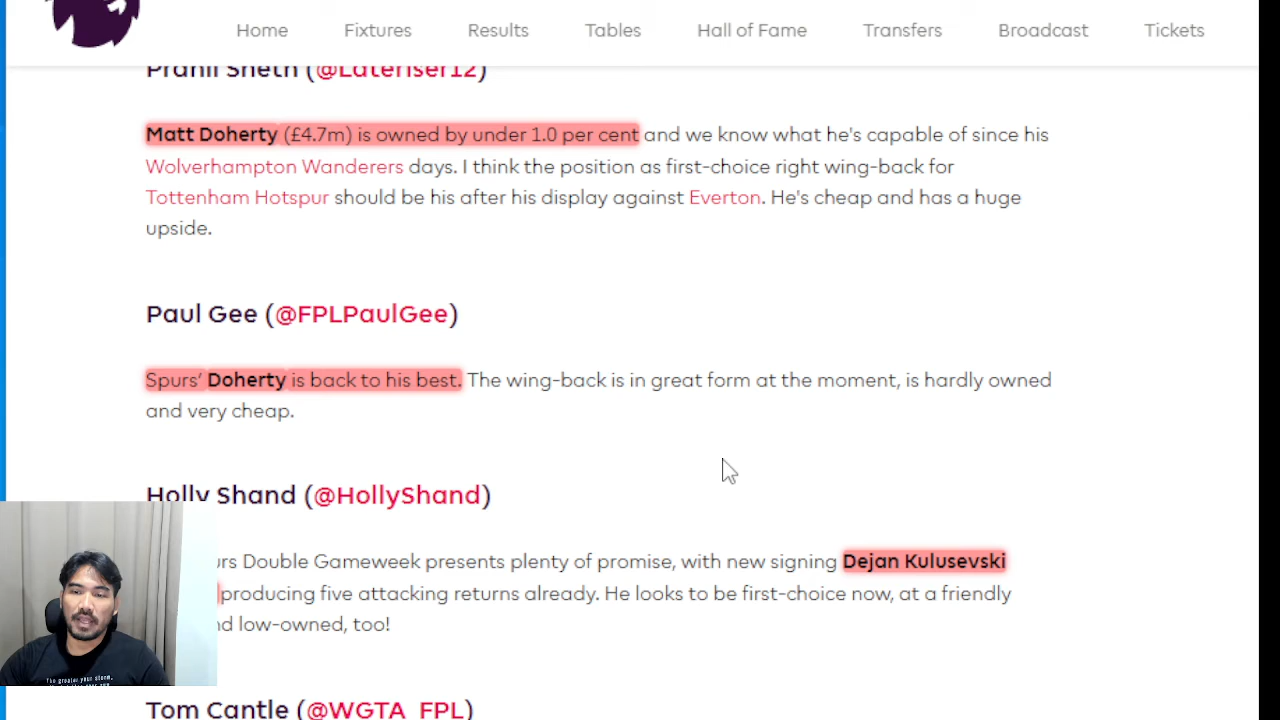 Home Fixtures Results Tables Hall of Fame Transfers Broadcast Tickets
Pranil Sheth (@Lateriser12)
Matt Doherty (£4.7m) is owned by under 1.0 per cent and we know what he's capable of since his
Wolverhampton Wanderers days. I think the position as first-choice right wing-back for
Tottenham Hotspur should be his after his display against Everton. He's cheap and has a huge
upside.
Paul Gee (@FPLPaulGee)
Spurs’ Doherty is back to his best. The wing-back is in great form at the moment, is hardly owned
and very cheap.
Holly Shand (@HollyShand)
Double Gameweek presents plenty of promise, with new signing Dejan Kulusevski
producing five attacking returns already. He looks to be first-choice now, at a friendly
low-owned, too!
Tom Cantle (@WGTA_FPL)